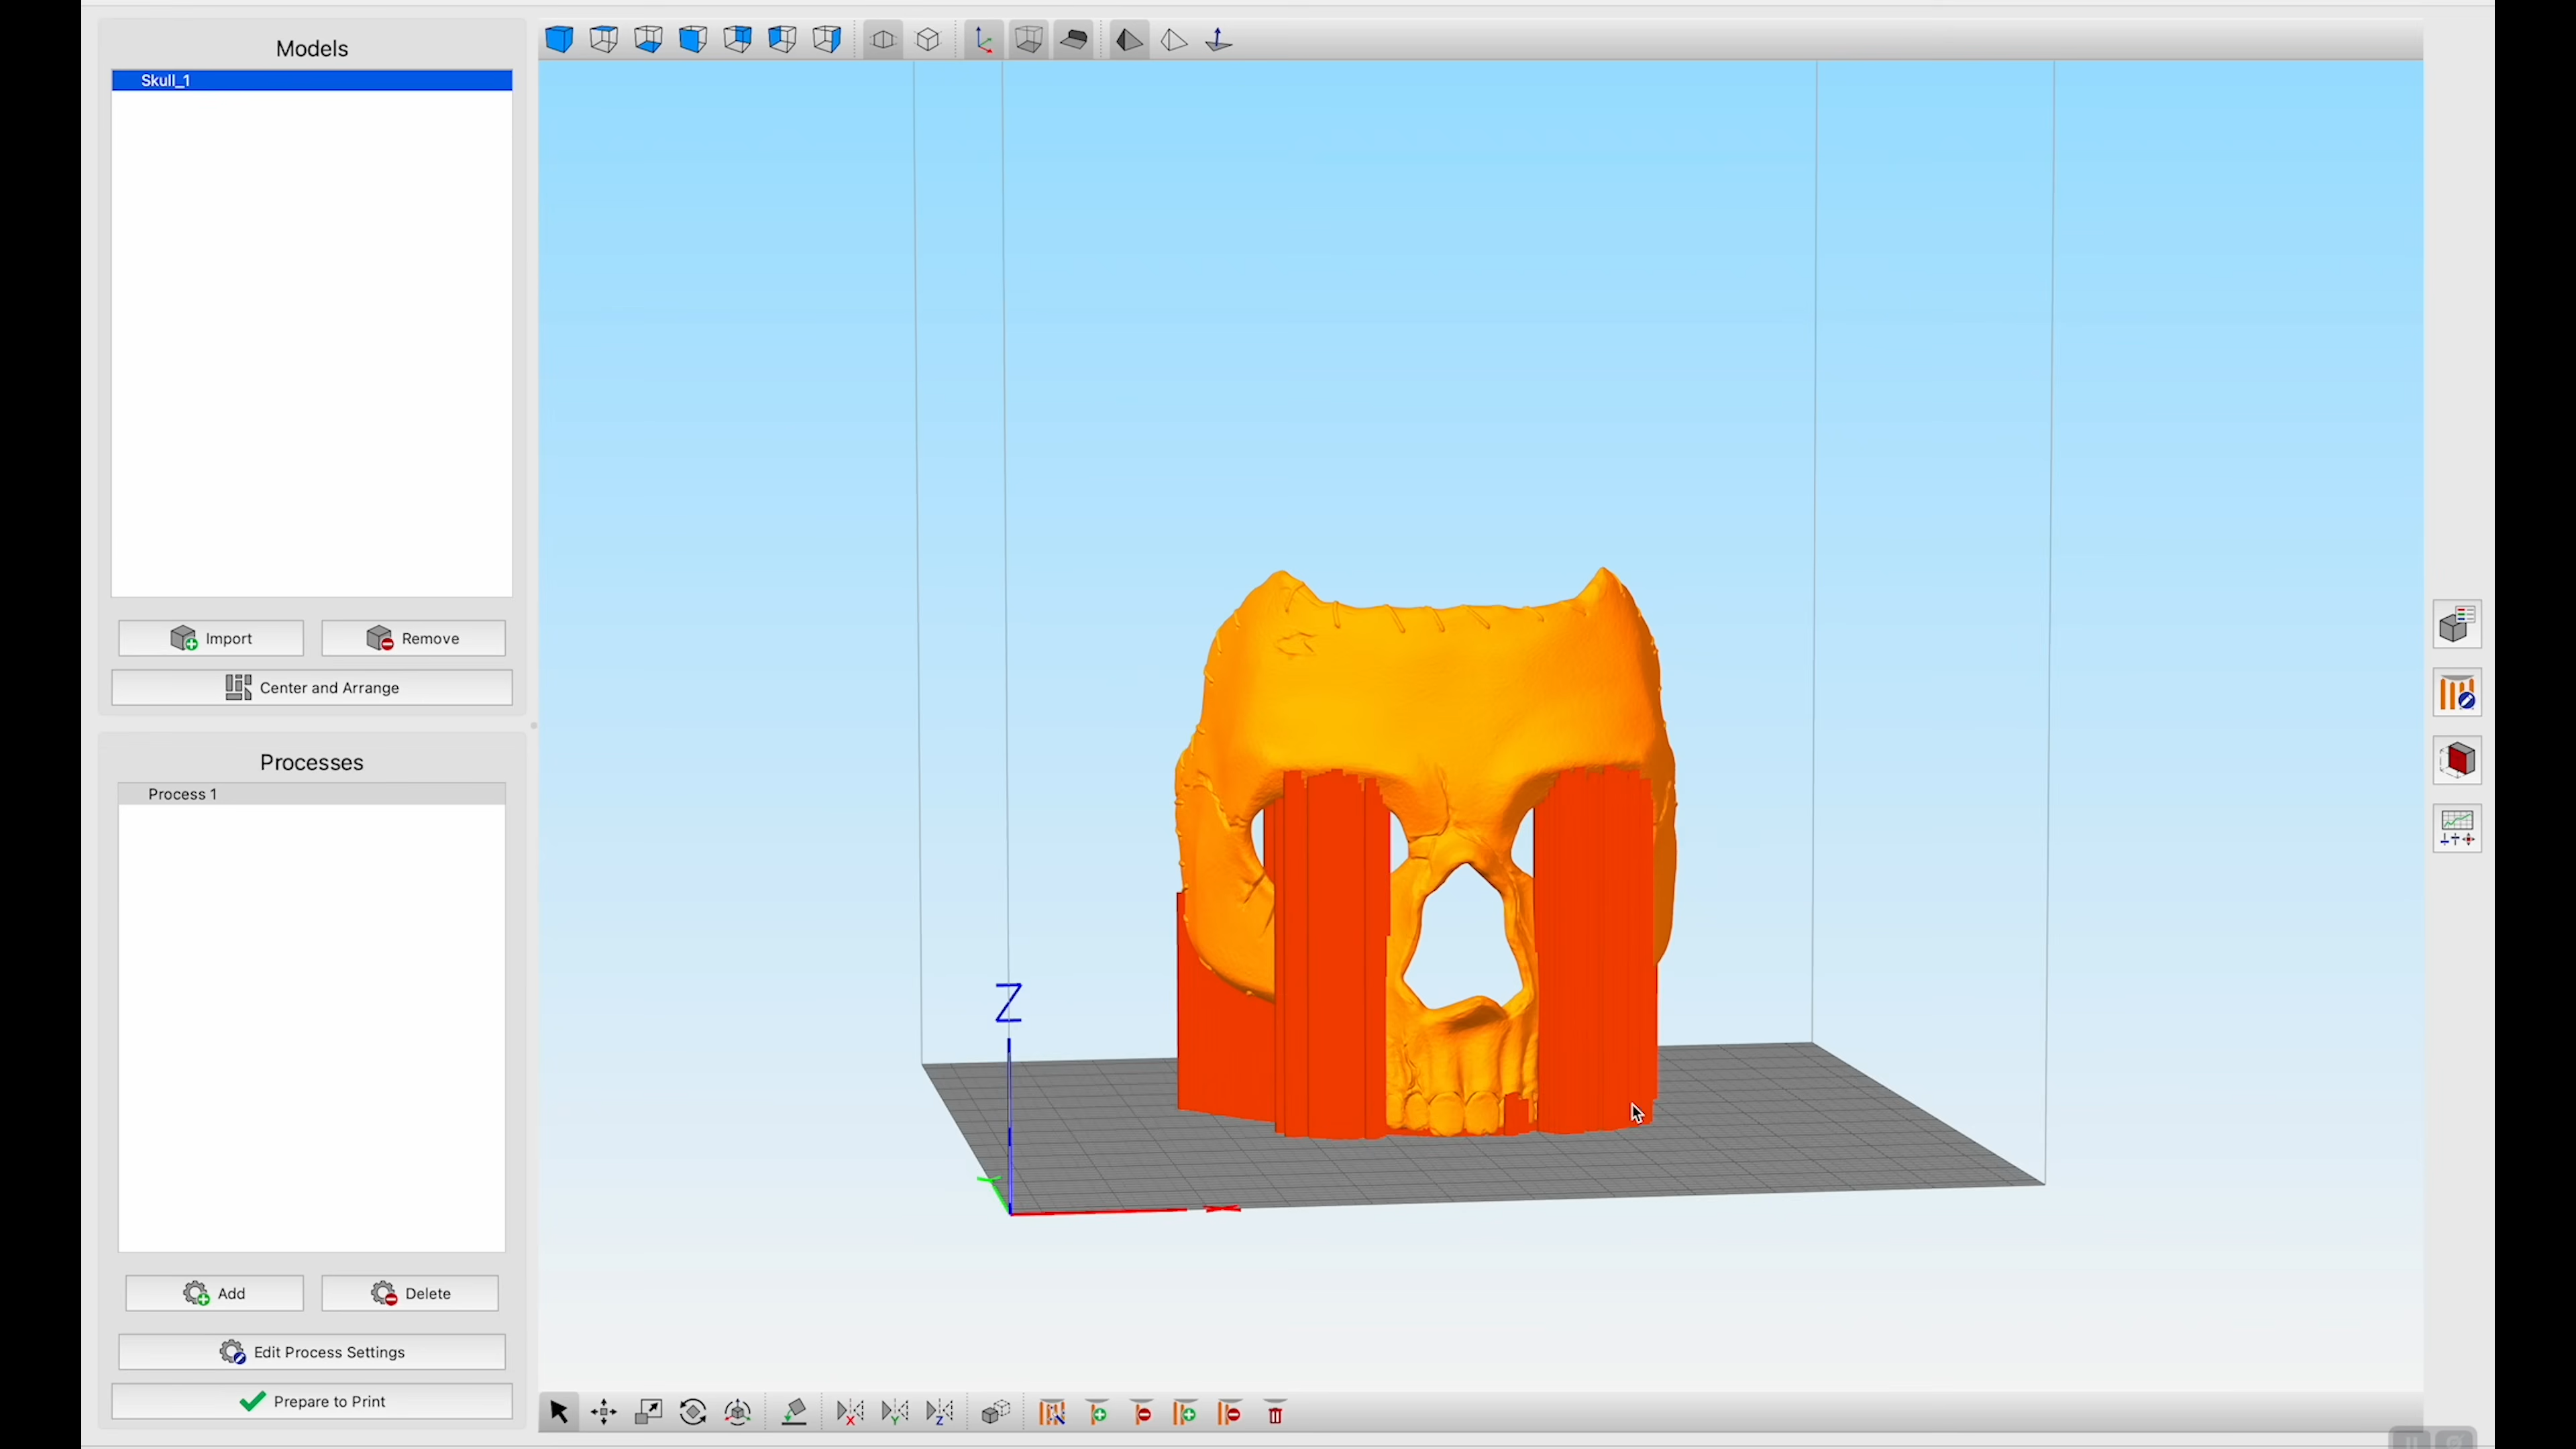 Models
Skull_1
Import
Remove
Center and Arrange
Processes
Process 1
Add
Delete
Edit Process Settings
Prepare to Print
Z
X
Y
Z